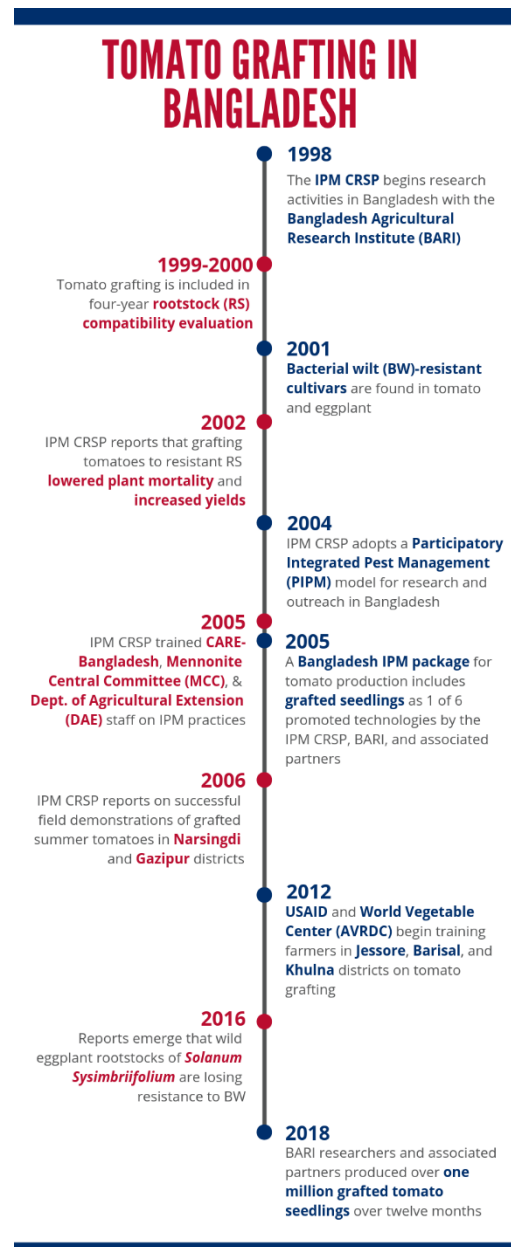 TOMATO GRAFTING IN
BANGLADESH
1998
The IPM CRSP begins research
activities in Bangladesh with the
Bangladesh Agricultural
Research Institute (BARI)
1999-2000
Tomato grafting is included in
four-year rootstock (RS)
compatibility evaluation
2001
Bacterial wilt (BW)-resistant
cultivars are found in tomato
and eggplant
2002
IPM CRSP reports that grafting
tomatoes to resistant RS
lowered plant mortality and
increased yields
2004
IPM CRSP adopts a Participatory
Integrated Pest Management
(PIPM) model for research and
outreach in Bangladesh
2005
IPM CRSP trained CARE-
Bangladesh, Mennonite
Central Committee (MCC), &
Dept. of Agricultural Extension
(DAE) staff on IPM practices
2005
A Bangladesh IPM package for
tomato production includes
grafted seedlings as 1 of 6
promoted technologies by the
IPM CRSP, BARI, and associated
partners
2006
IPM CRSP reports on successful
field demonstrations of grafted
summer tomatoes in Narsingdi
and Gazipur districts
2012
USAID and World Vegetable
Center (AVRDC) begin training
farmers in Jessore, Barisal, and
Khulna districts on tomato
grafting
2016
Reports emerge that wild
eggplant rootstocks of Solanum
Sysimbriifolium are losing
resistance to BW
2018
BARI researchers and associated
partners produced over one
million grafted tomato
seedlings over twelve months